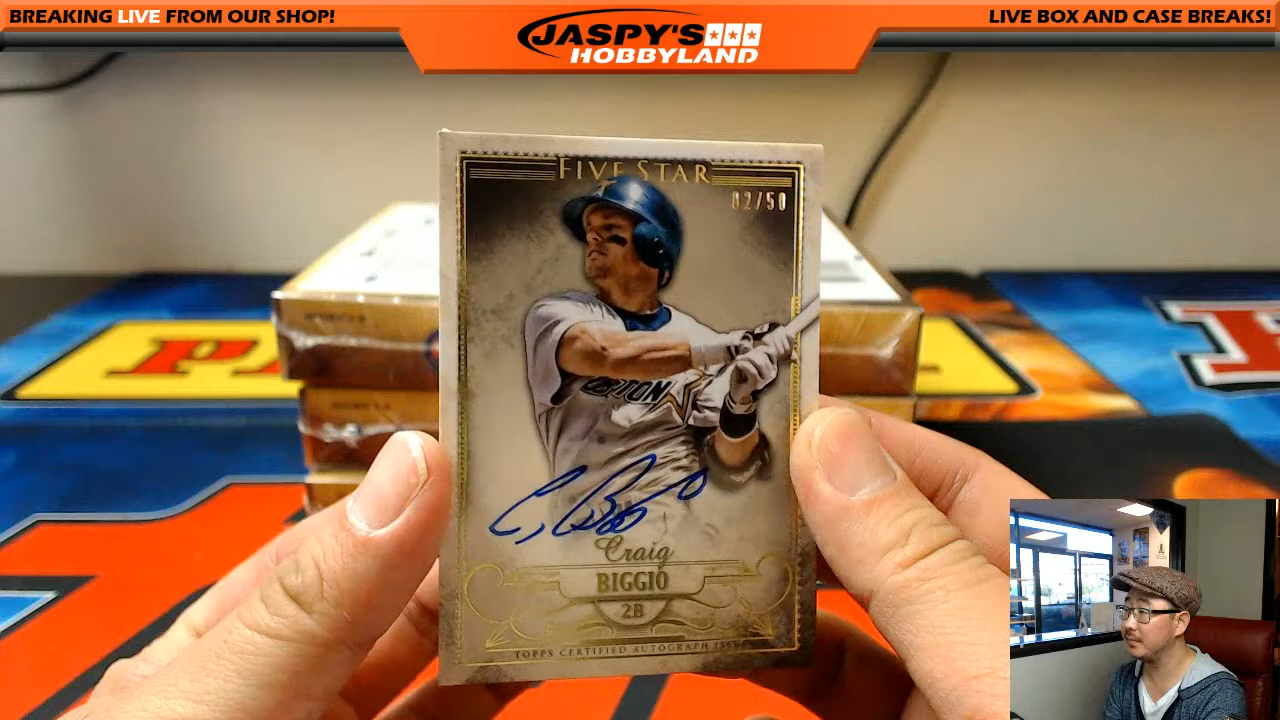 BREAKING LIVE FROM OUR SHOP!
JASPY'S
HOBBYLAND
LIVE BOX AND CASE BREAKS!
FIVE STAR
02/50
Craig
BIGGIO
2B
TOPPS CERTIFIED AUTOGRAPH ISSUE